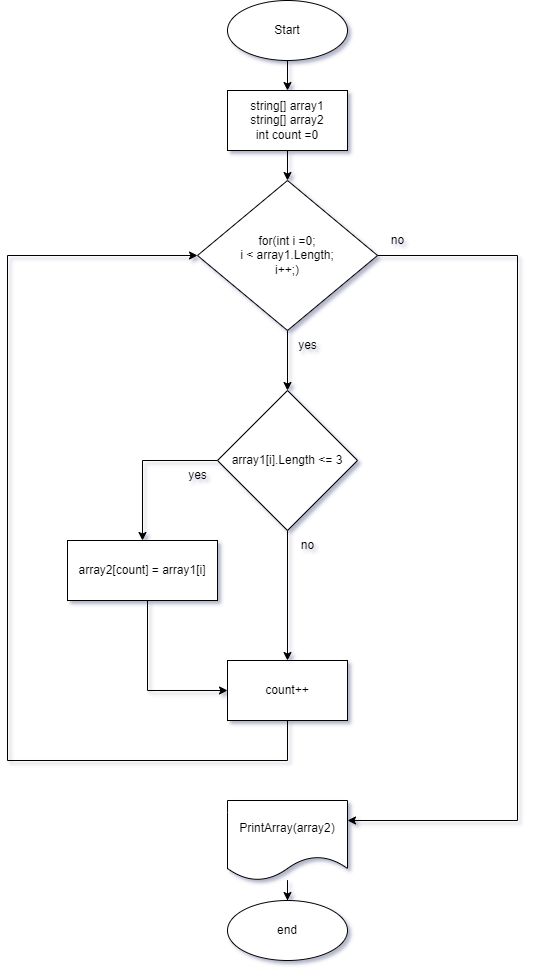 Start
string[] array1
string[] array2
int count =0
for(int i =0;
i < array1.Length;
i++;)
no
yes
array1[i].Length <= 3
yes
no
array2[count] = array1[i]
count++
PrintArray(array2)
end